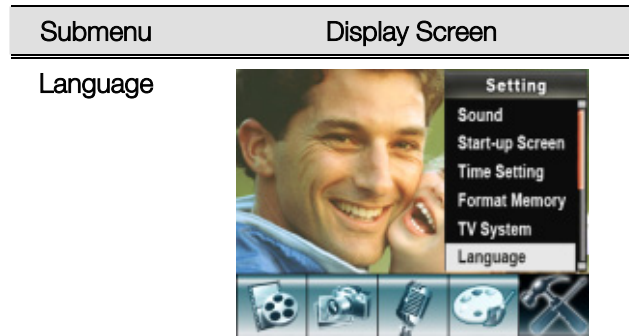 Submenu Display Screen
Language
Setting
Sound
Start-up Screen
Time Setting
Format Memory
TV System
Language